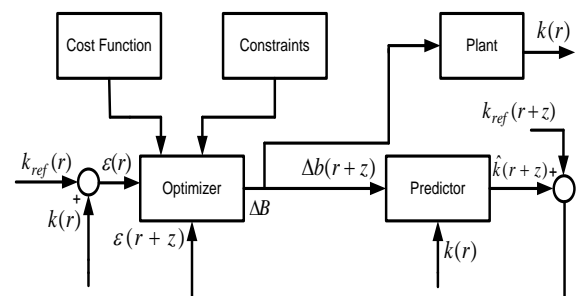 Cost Function
Constraints
Plant
k(r)
k_ref(r+z)
k_ref(r)
ε(r)
+
k(r)
Optimizer
ΔB
ε(r + z)
Δb(r+z)
Predictor
k̂(r+z)
+
k(r)